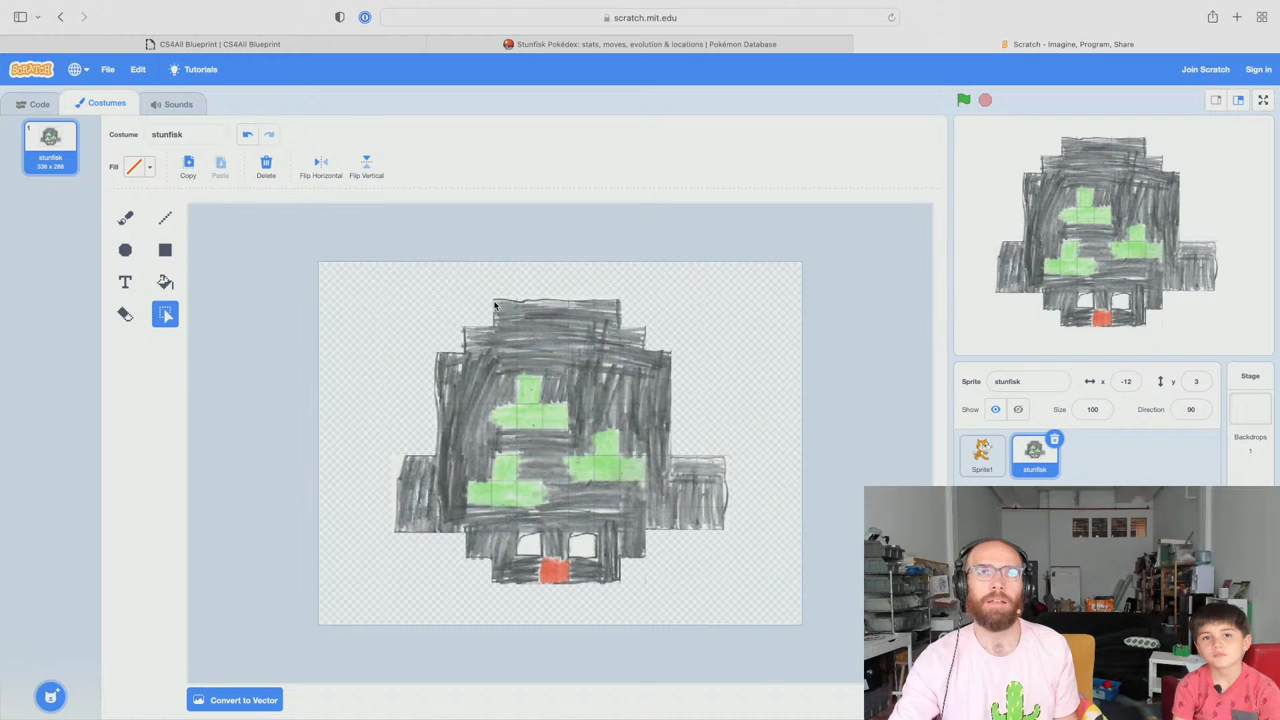 scratch.mit.edu
CS4All Blueprint | CS4All Blueprint
Stunfisk Pokédex: stats, moves, evolution & locations | Pokémon Database
Scratch - Imagine, Program, Share
SCRATCH
File
Edit
Tutorials
Join Scratch
Sign in
Code
Costumes
Sounds
1
stunfisk
336 x 286
Costume
stunfisk
Fill
Copy
Paste
Delete
Flip Horizontal
Flip Vertical
T
Convert to Vector
Sprite
stunfisk
x
-12
y
3
Show
Size
100
Direction
90
Sprite1
stunfisk
Stage
Backdrops
1